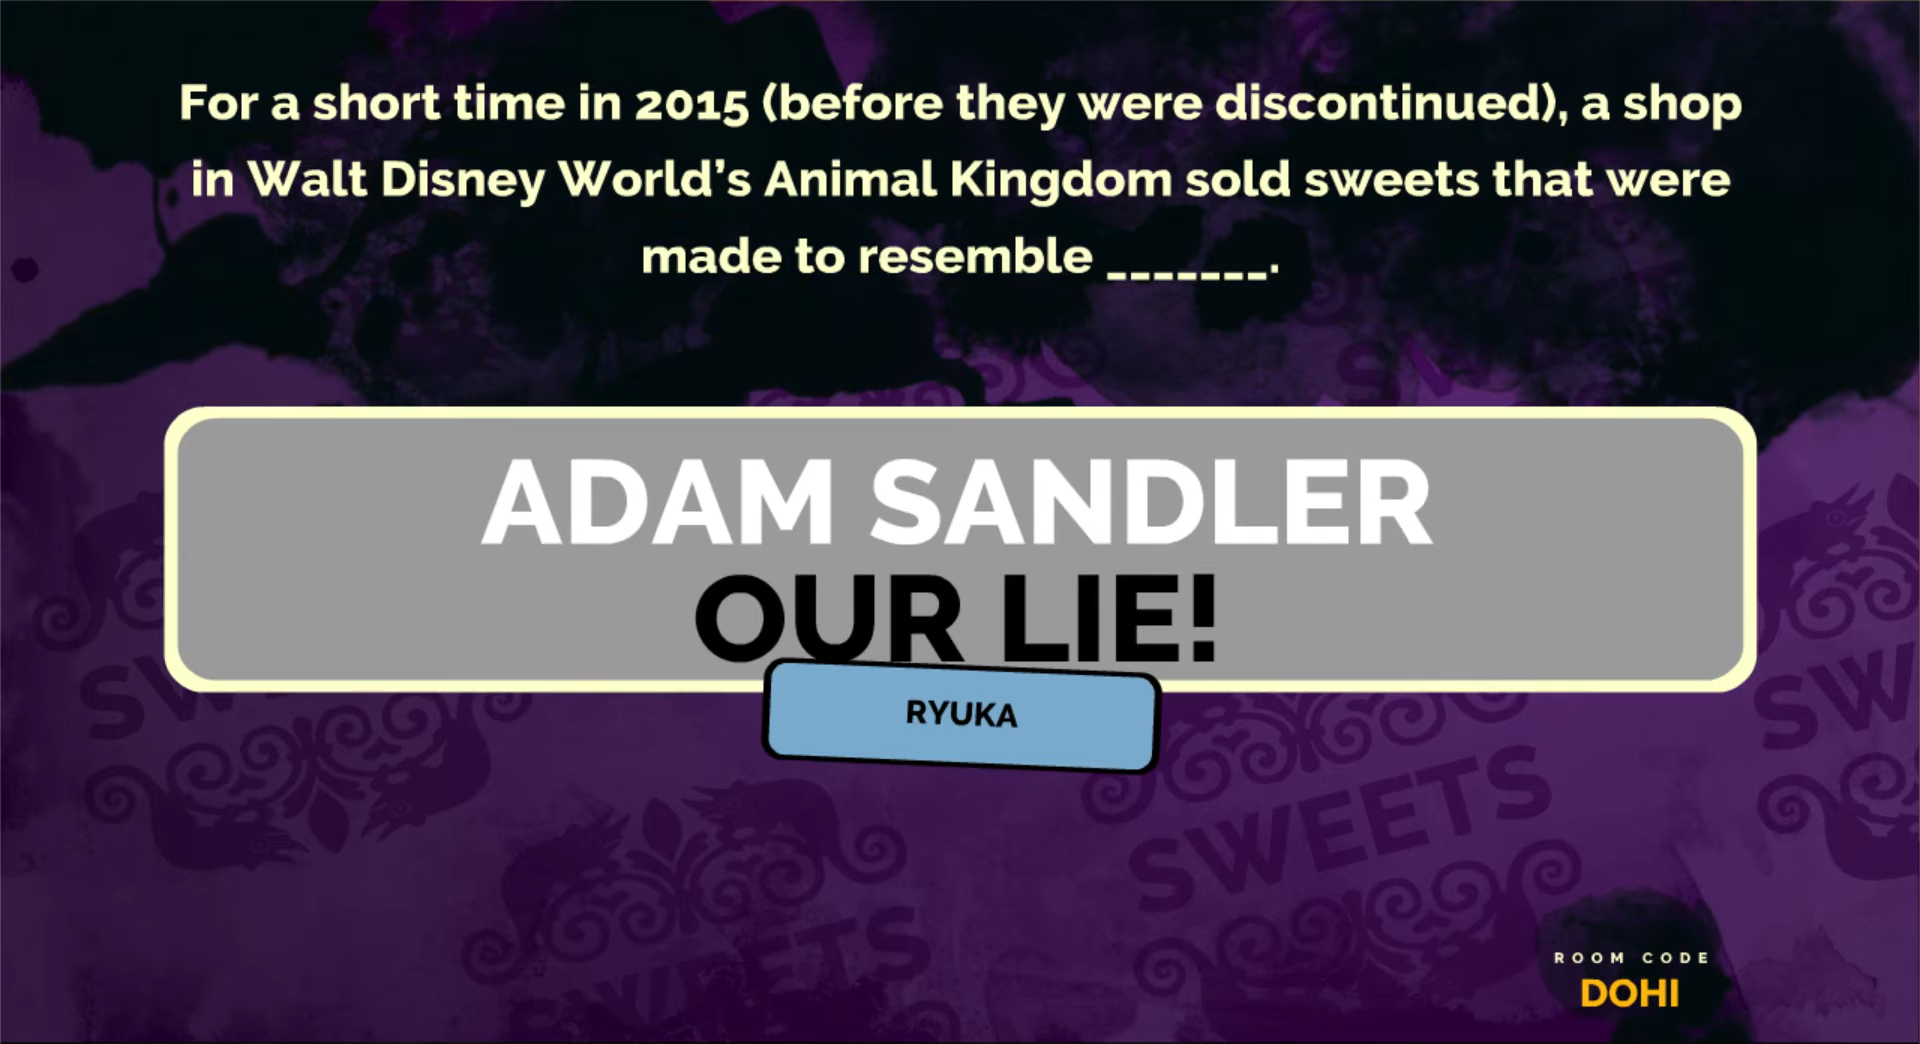 For a short time in 2015 (before they were discontinued), a shop
in Walt Disney World’s Animal Kingdom sold sweets that were
made to resemble _______.
ADAM SANDLER
OUR LIE!
RYUKA
SWEETS
SWEETS
ROOM CODE
DOHI